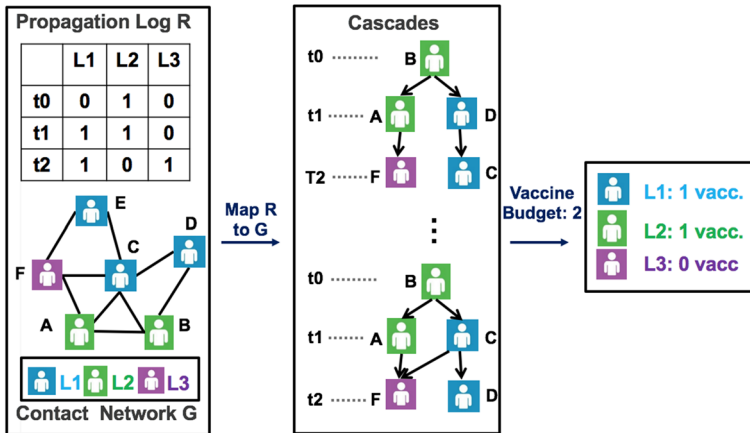 Propagation Log R
L1 L2 L3
t0 0 1 0
t1 1 1 0
t2 1 0 1
E
D
C
F
A
B
L1 L2 L3
Contact Network G
Map R
to G
Cascades
t0 ........ B
t1 ........ A D
T2 ........ F C
⋮
t0 ........ B
t1 ........ A C
t2 ........ F D
Vaccine
Budget: 2
L1: 1 vacc.
L2: 1 vacc.
L3: 0 vacc